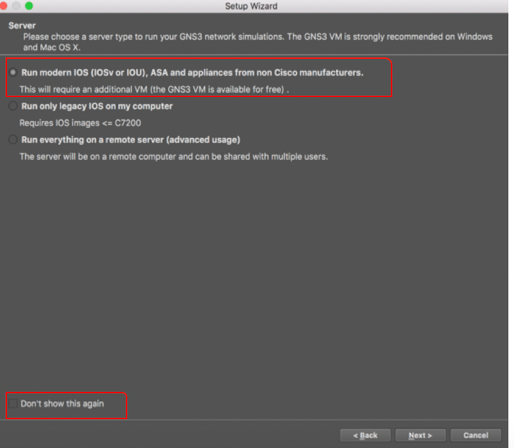 Setup Wizard
Server
Please choose a server type to run your GNS3 network simulations. The GNS3 VM is strongly recommended on Windows
and Mac OS X.
Run modern IOS (IOSv or IOU), ASA and appliances from non Cisco manufacturers.
This will require an additional VM (the GNS3 VM is available for free) .
Run only legacy IOS on my computer
Requires IOS images <= C7200
Run everything on a remote server (advanced usage)
The server will be on a remote computer and can be shared with multiple users.
Don't show this again
< Back Next > Cancel